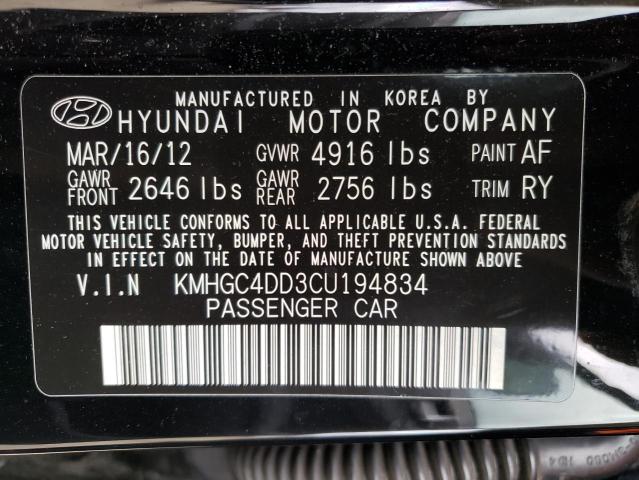 MANUFACTURED IN KOREA BY
HYUNDAI MOTOR COMPANY
MAR/16/12 GVWR 4916 lbs PAINT AF
GAWR FRONT 2646 lbs GAWR REAR 2756 lbs TRIM RY
THIS VEHICLE CONFORMS TO ALL APPLICABLE U.S.A. FEDERAL
MOTOR VEHICLE SAFETY, BUMPER, AND THEFT PREVENTION STANDARDS
IN EFFECT ON THE DATE OF MANUFACTURE SHOWN ABOVE
V.I.N KMHGC4DD3CU194834
PASSENGER CAR